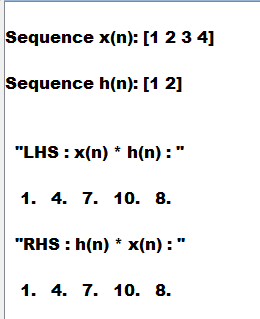 Sequence x(n): [1 2 3 4]
Sequence h(n): [1 2]
"LHS : x(n) * h(n) : "
1. 4. 7. 10. 8.
"RHS : h(n) * x(n) : "
1. 4. 7. 10. 8.